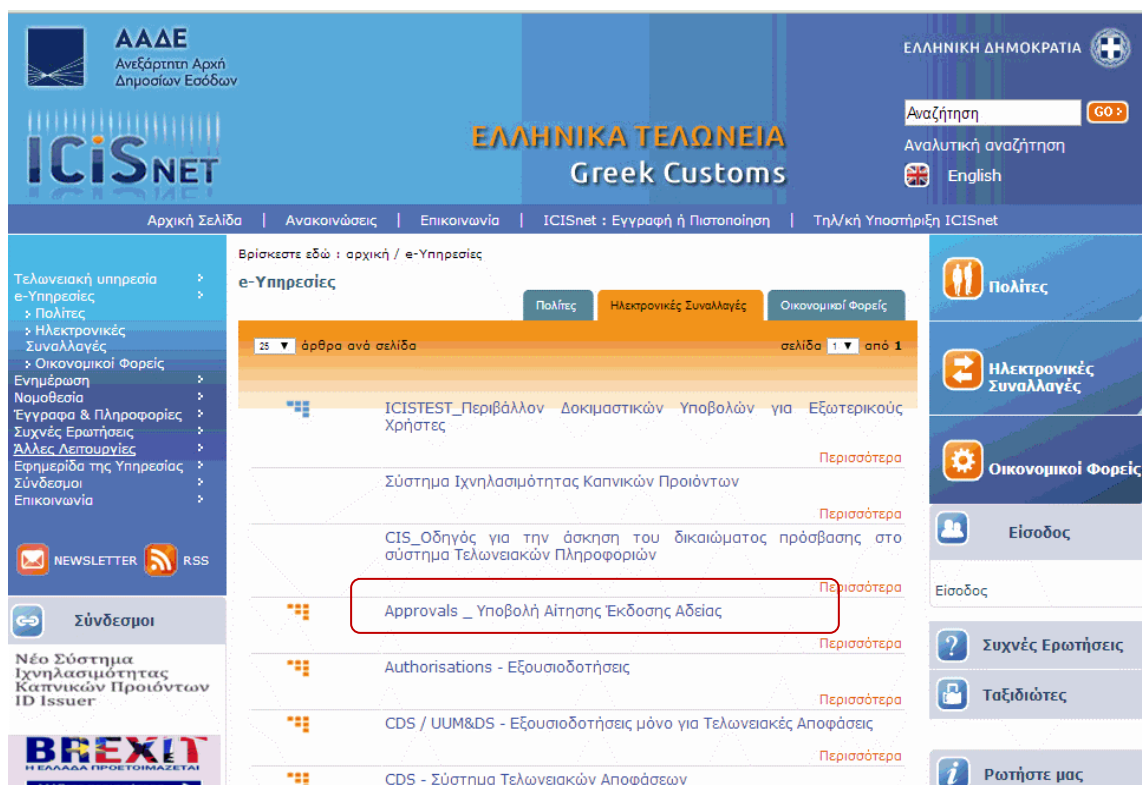 ΑΑΔΕ
Ανεξάρτητη Αρχή
Δημοσίων Εσόδων
ICiSNET
ΕΛΛΗΝΙΚΑ ΤΕΛΩΝΕΙΑ
Greek Customs
ΕΛΛΗΝΙΚΗ ΔΗΜΟΚΡΑΤΙΑ
Αναζήτηση
GO
Αναλυτική αναζήτηση
English
Αρχική Σελίδα | Ανακοινώσεις | Επικοινωνία | ICISnet : Εγγραφή ή Πιστοποίηση | Τηλ/κή Υποστήριξη ICISnet
Τελωνειακή υπηρεσία
e-Υπηρεσίες
Πολίτες
Ηλεκτρονικές
Συναλλαγές
Οικονομικοί Φορείς
Ενημέρωση
Νομοθεσία
Έγγραφα & Πληροφορίες
Συχνές Ερωτήσεις
Άλλες Λειτουργίες
Εφημερίδα της Υπηρεσίας
Σύνδεσμοι
Επικοινωνία
NEWSLETTER
RSS
Σύνδεσμοι
Νέο Σύστημα
Ιχνηλασιμότητας
Καπνικών Προιόντων
ID Issuer
BREXIT
Η ΕΛΛΑΔΑ ΠΡΟΕΤΟΙΜΑΖΕΤΑΙ
Βρίσκεστε εδώ : αρχική / e-Υπηρεσίες
e-Υπηρεσίες
Πολίτες
Ηλεκτρονικές Συναλλαγές
Οικονομικοί Φορείς
25 άρθρα ανά σελίδα
σελίδα 1 από 1
ICISTEST_Περιβάλλον Δοκιμαστικών Υποβολών για Εξωτερικούς
Χρήστες
Περισσότερα
Σύστημα Ιχνηλασιμότητας Καπνικών Προιόντων
Περισσότερα
CIS_Οδηγός για την άσκηση του δικαιώματος πρόσβασης στο
σύστημα Τελωνειακών Πληροφοριών
Περισσότερα
Approvals _ Υποβολή Αίτησης Έκδοσης Αδείας
Περισσότερα
Authorisations - Εξουσιοδοτήσεις
Περισσότερα
CDS / UUM&DS - Εξουσιοδοτήσεις μόνο για Τελωνειακές Αποφάσεις
Περισσότερα
CDS - Σύστημα Τελωνειακών Αποφάσεων
Πολίτες
Ηλεκτρονικές
Συναλλαγές
Οικονομικοί Φορείς
Είσοδος
Είσοδος
Συχνές Ερωτήσεις
Ταξιδιώτες
Ρωτήστε μας